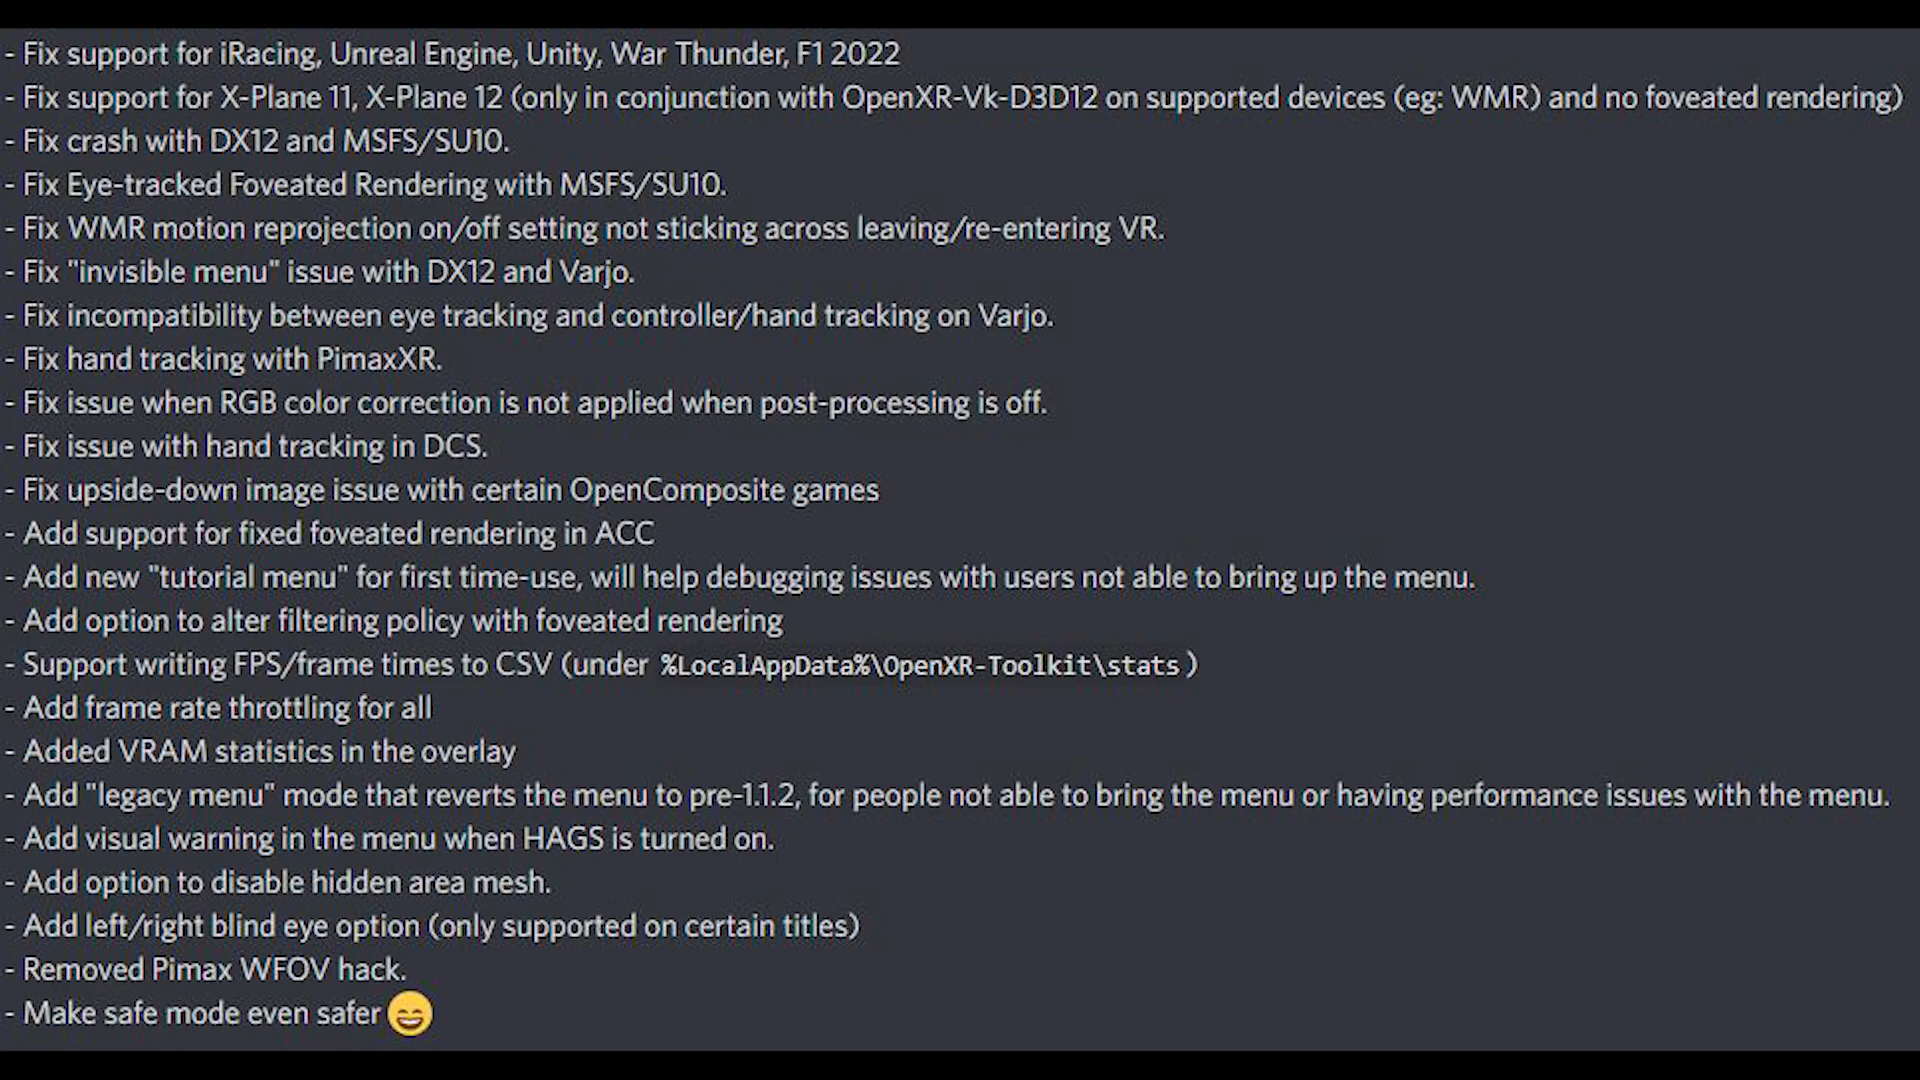 - Fix support for iRacing, Unreal Engine, Unity, War Thunder, F1 2022
- Fix support for X-Plane 11, X-Plane 12 (only in conjunction with OpenXR-Vk-D3D12 on supported devices (eg: WMR) and no foveated rendering)
- Fix crash with DX12 and MSFS/SU10.
- Fix Eye-tracked Foveated Rendering with MSFS/SU10.
- Fix WMR motion reprojection on/off setting not sticking across leaving/re-entering VR.
- Fix "invisible menu" issue with DX12 and Varjo.
- Fix incompatibility between eye tracking and controller/hand tracking on Varjo.
- Fix hand tracking with PimaxXR.
- Fix issue when RGB color correction is not applied when post-processing is off.
- Fix issue with hand tracking in DCS.
- Fix upside-down image issue with certain OpenComposite games
- Add support for fixed foveated rendering in ACC
- Add new "tutorial menu" for first time-use, will help debugging issues with users not able to bring up the menu.
- Add option to alter filtering policy with foveated rendering
- Support writing FPS/frame times to CSV (under %LocalAppData%\OpenXR-Toolkit\stats)
- Add frame rate throttling for all
- Added VRAM statistics in the overlay
- Add "legacy menu" mode that reverts the menu to pre-1.1.2, for people not able to bring the menu or having performance issues with the menu.
- Add visual warning in the menu when HAGS is turned on.
- Add option to disable hidden area mesh.
- Add left/right blind eye option (only supported on certain titles)
- Removed Pimax WFOV hack.
- Make safe mode even safer 😄